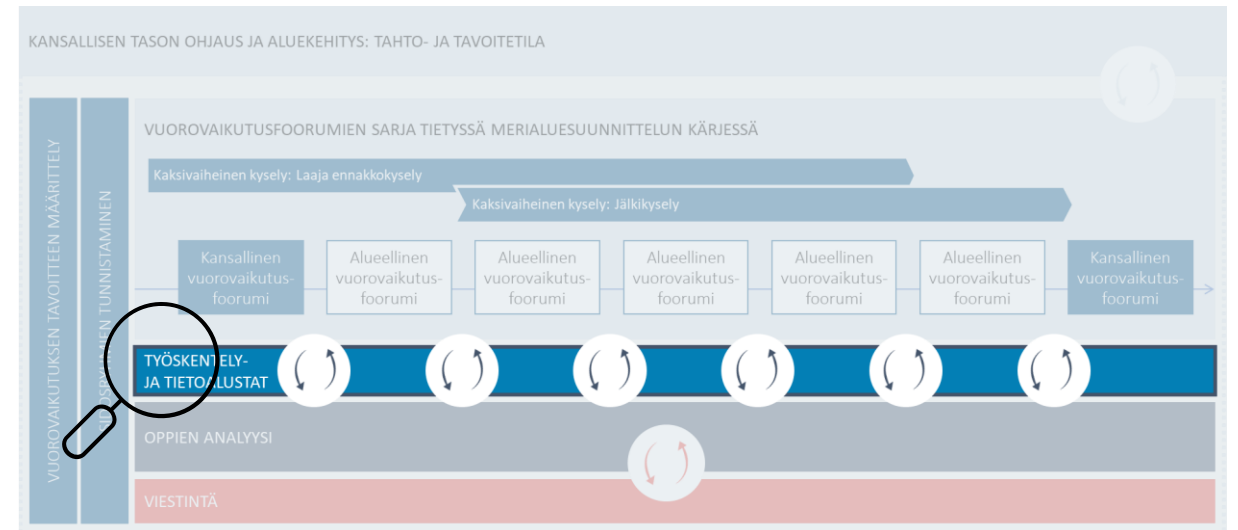 KANSALLISEN TASON OHJAUS JA ALUEKEHITYS: TAHTO- JA TAVOITETILA
VUOROVAIKUTUKSEN TAVOITTEEN MÄÄRITTELY
SIDOSRYHMIEN TUNNISTAMINEN
VUOROVAIKUTUSFOORUMIEN SARJA TIETYSSÄ MERIALUESUUNNITTELUN KÄRJESSÄ
Kaksivaiheinen kysely: Laaja ennakkokysely
Kaksivaiheinen kysely: Jälkikysely
Kansallinen
vuorovaikutus-
foorumi
Alueellinen
vuorovaikutus-
foorumi
Alueellinen
vuorovaikutus-
foorumi
Alueellinen
vuorovaikutus-
foorumi
Alueellinen
vuorovaikutus-
foorumi
Alueellinen
vuorovaikutus-
foorumi
Kansallinen
vuorovaikutus-
foorumi
TYÖSKENTELY-
JA TIETOALUSTAT
OPPIEN ANALYYSI
VIESTINTÄ